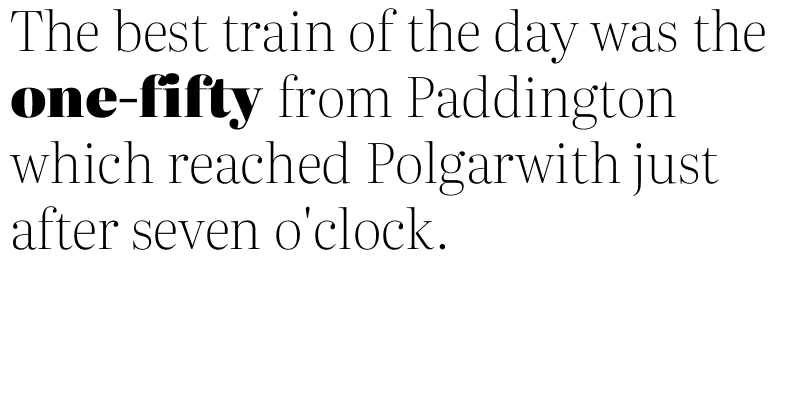 The best train of the day was the
one-fifty from Paddington
which reached Polgarwith just
after seven o'clock.